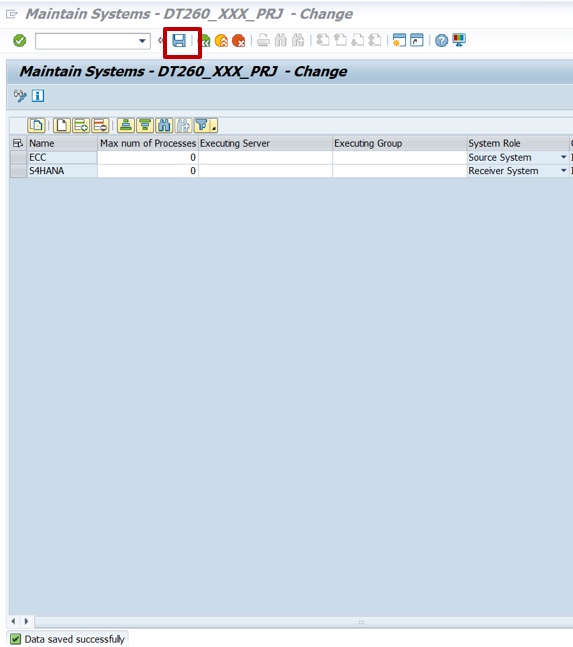 Maintain Systems - DT260_XXX_PRJ - Change
Maintain Systems - DT260_XXX_PRJ - Change
Name Max num of Processes Executing Server Executing Group System Role
ECC 0 Source System
S4HANA 0 Receiver System
Data saved successfully